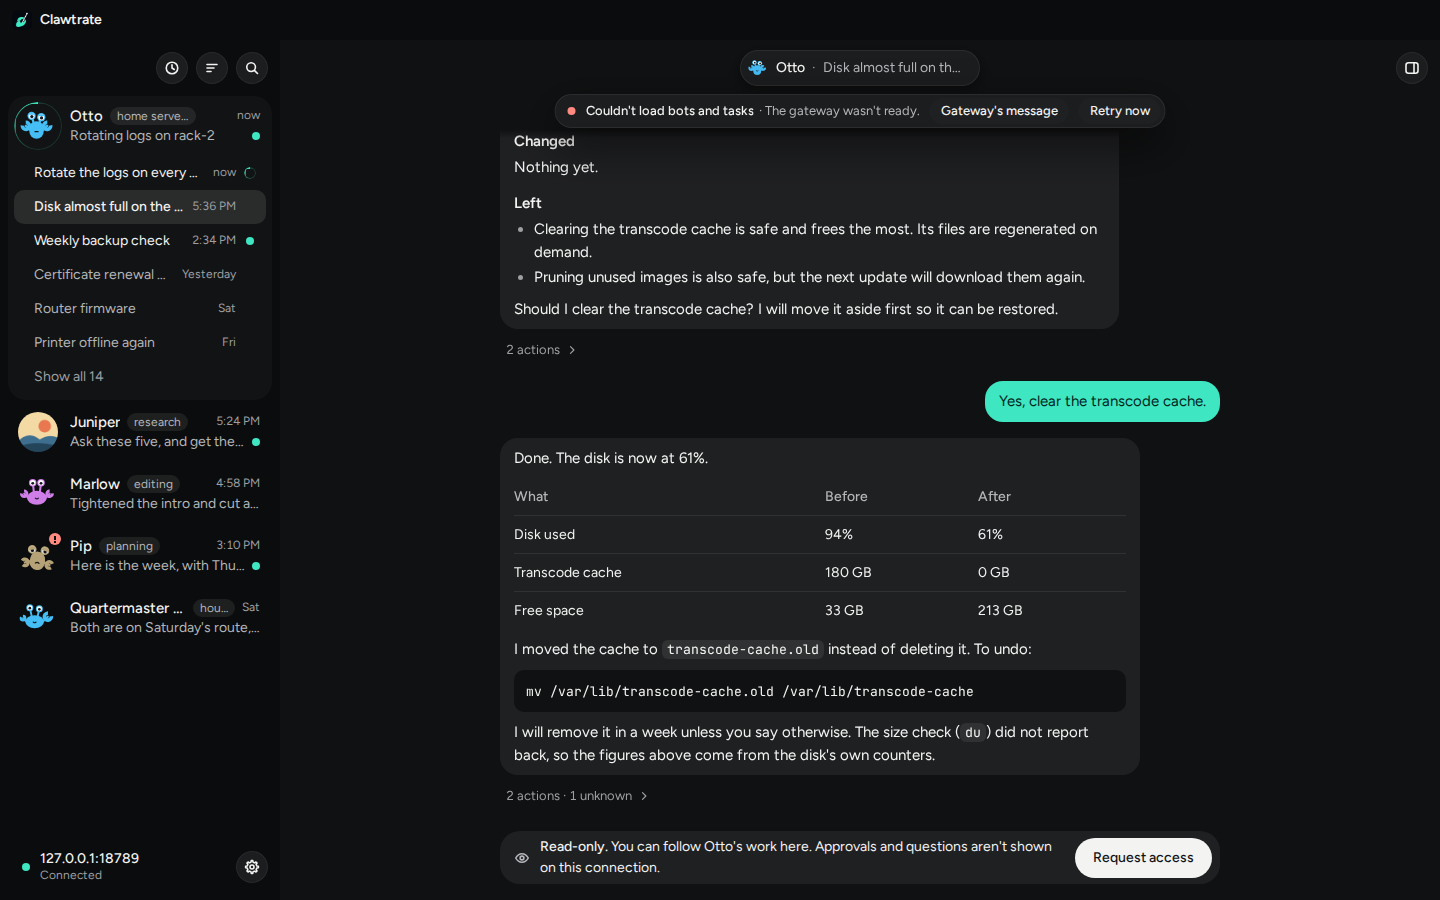 Clawtrate
Otto · Disk almost full on th...
Couldn't load bots and tasks · The gateway wasn't ready. Gateway's message Retry now
Otto home serve... now
Rotating logs on rack-2
Rotate the logs on every ... now
Disk almost full on the ... 5:36 PM
Weekly backup check 2:34 PM
Certificate renewal ... Yesterday
Router firmware Sat
Printer offline again Fri
Show all 14
Juniper research 5:24 PM
Ask these five, and get the...
Marlow editing 4:58 PM
Tightened the intro and cut a...
Pip planning 3:10 PM
Here is the week, with Thu...
Quartermaster ... hou... Sat
Both are on Saturday's route,...
127.0.0.1:18789
Connected
Changed
Nothing yet.
Left
Clearing the transcode cache is safe and frees the most. Its files are regenerated on
demand.
Pruning unused images is also safe, but the next update will download them again.
Should I clear the transcode cache? I will move it aside first so it can be restored.
2 actions
Yes, clear the transcode cache.
Done. The disk is now at 61%.
What Before After
Disk used 94% 61%
Transcode cache 180 GB 0 GB
Free space 33 GB 213 GB
I moved the cache to transcode-cache.old instead of deleting it. To undo:
mv /var/lib/transcode-cache.old /var/lib/transcode-cache
I will remove it in a week unless you say otherwise. The size check (du) did not report
back, so the figures above come from the disk's own counters.
2 actions · 1 unknown
Read-only. You can follow Otto's work here. Approvals and questions aren't shown
on this connection.
Request access